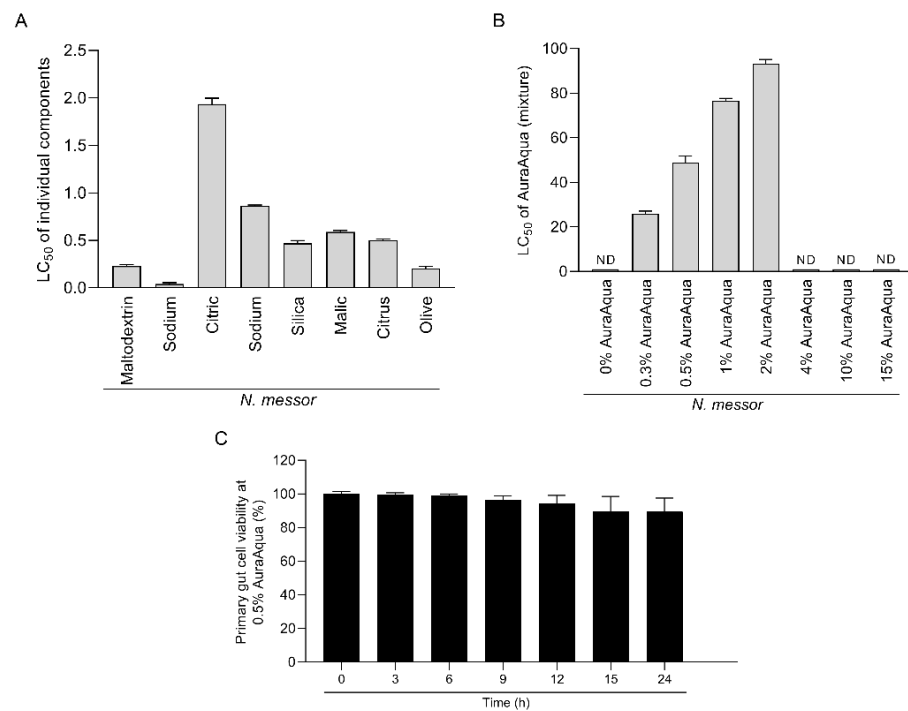 A
LC50 of individual components
2.5
2.0
1.5
1.0
0.5
0.0
Maltodextrin
Sodium
Citric
Sodium
Silica
Malic
Citrus
Olive
N. messor
B
LC50 of AuraAqua (mixture)
100
80
60
40
20
0
ND
ND
ND
ND
0% AuraAqua
0.3% AuraAqua
0.5% AuraAqua
1% AuraAqua
2% AuraAqua
4% AuraAqua
10% AuraAqua
15% AuraAqua
N. messor
C
Primary gut cell viability at
0.5% AuraAqua (%)
120
100
80
60
40
20
0
0 3 6 9 12 15 24
Time (h)